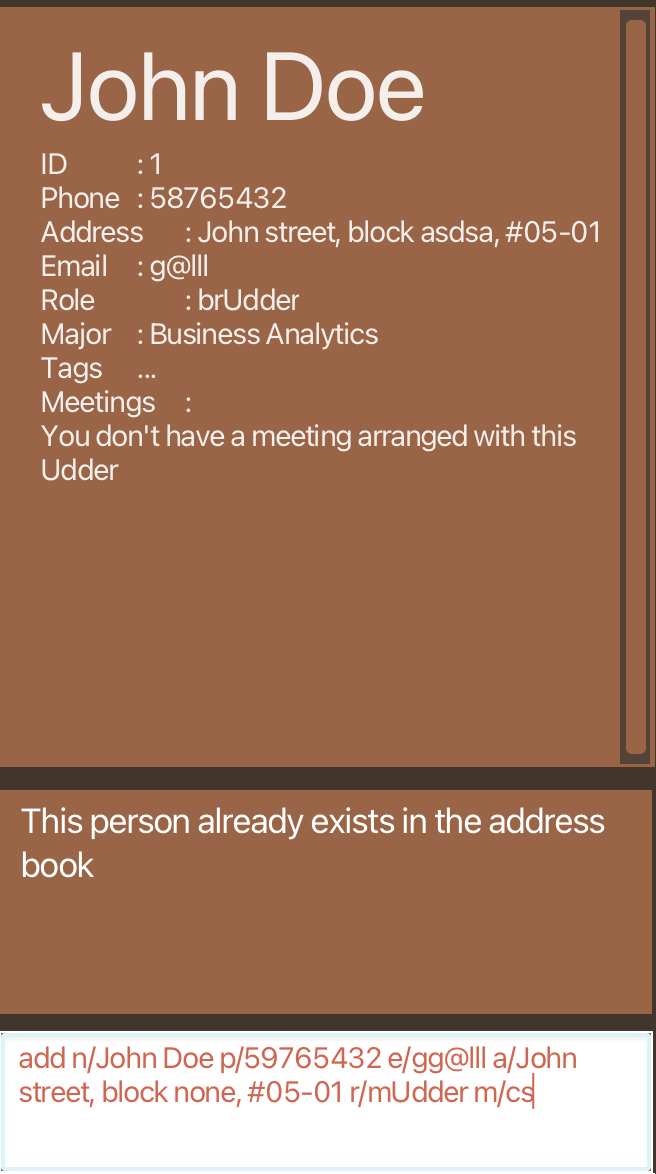 John Doe
ID : 1
Phone : 58765432
Address : John street, block asdsa, #05-01
Email : g@lll
Role : brUdder
Major : Business Analytics
Tags ...
Meetings :
You don't have a meeting arranged with this
Udder
This person already exists in the address
book
add n/John Doe p/59765432 e/gg@lll a/John
street, block none, #05-01 r/mUdder m/cs